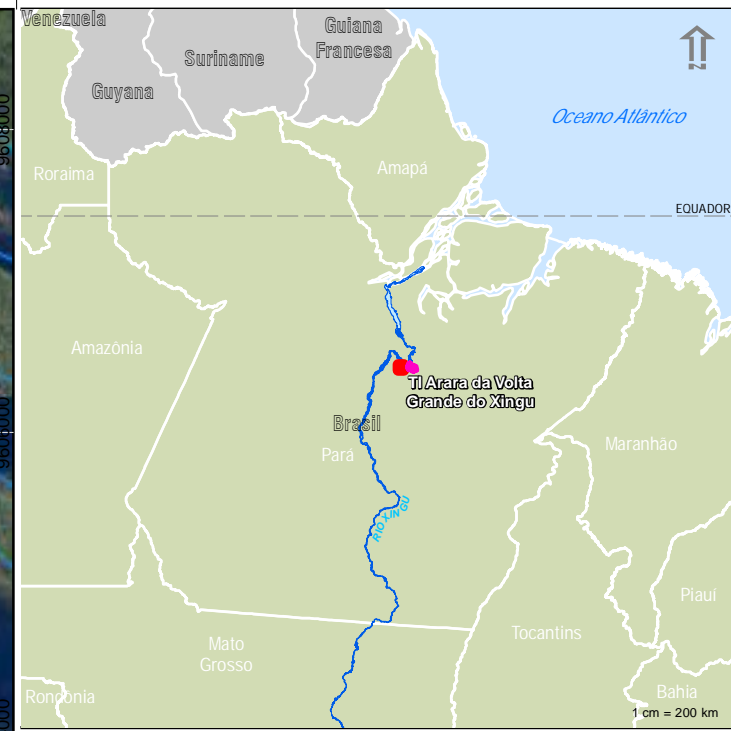 Venezuela
Guiana
Francesa
Suriname
Guyana
N
Oceano Atlântico
Roraima
Amapá
EQUADOR
Amazônia
TI Arara da Volta
Grande do Xingu
Brasil
Pará
Maranhão
RIO XINGU
Piauí
Tocantins
Mato
Grosso
Rondônia
Bahia
1 cm = 200 km